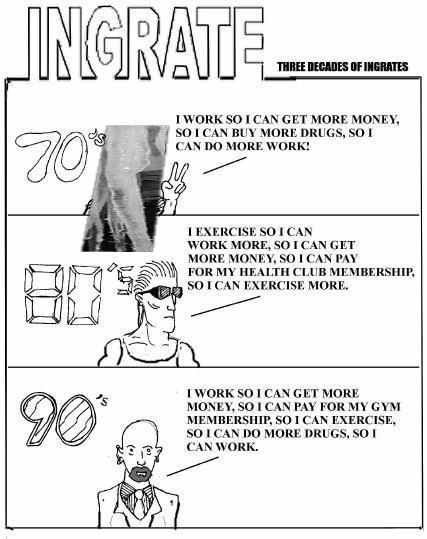 INGRATE
THREE DECADES OF INGRATES
70's
I WORK SO I CAN GET MORE MONEY,
SO I CAN BUY MORE DRUGS, SO I
CAN DO MORE WORK!
80's
I EXERCISE SO I CAN
WORK MORE, SO I CAN GET
MORE MONEY, SO I CAN PAY
FOR MY HEALTH CLUB MEMBERSHIP,
SO I CAN EXERCISE MORE.
90's
I WORK SO I CAN GET MORE
MONEY, SO I CAN PAY FOR MY GYM
MEMBERSHIP, SO I CAN EXERCISE,
SO I CAN DO MORE DRUGS, SO I
CAN WORK.